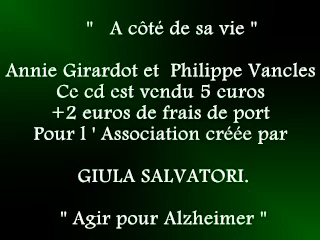 " A côté de sa vie "
Annie Girardot et Philippe Vancles
Ce cd est vendu 5 euros
+2 euros de frais de port
Pour l ' Association créée par
GIULA SALVATORI.
" Agir pour Alzheimer "